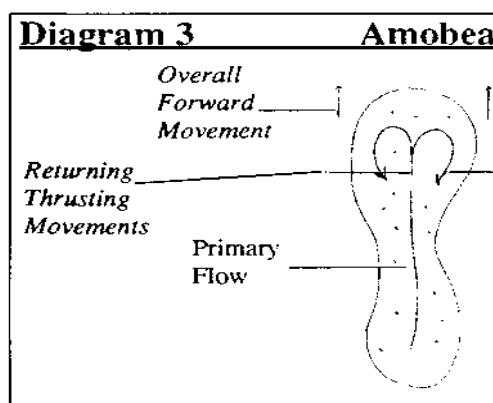 Diagram 3 Amobea
Overall
Forward
Movement
Returning
Thrusting
Movements
Primary
Flow